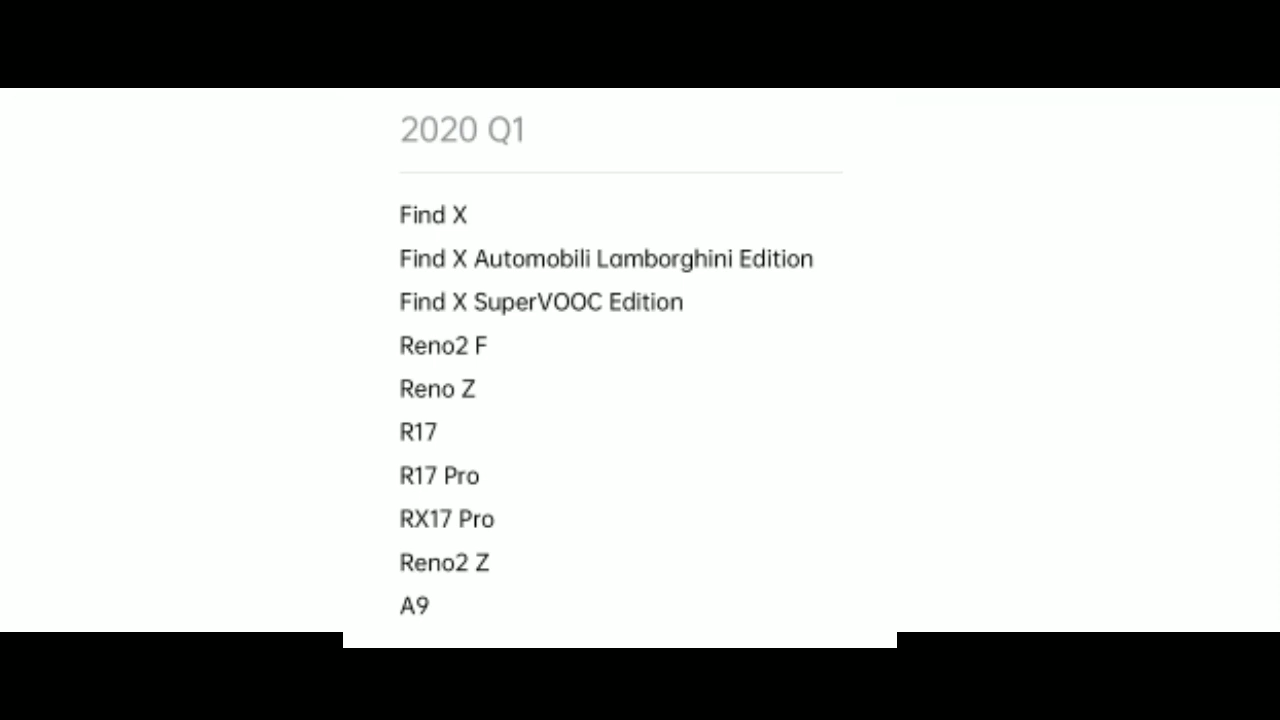 2020 Q1
Find X
Find X Automobili Lamborghini Edition
Find X SuperVOOC Edition
Reno2 F
Reno Z
R17
R17 Pro
RX17 Pro
Reno2 Z
A9